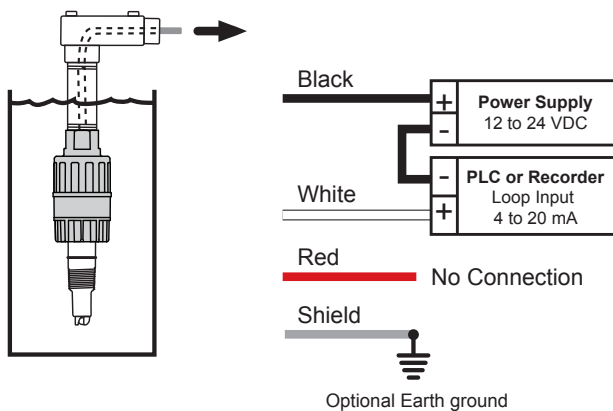 Black
+
Power Supply
12 to 24 VDC
-
-
PLC or Recorder
Loop Input
4 to 20 mA
White
+
Red
No Connection
Shield
Optional Earth ground